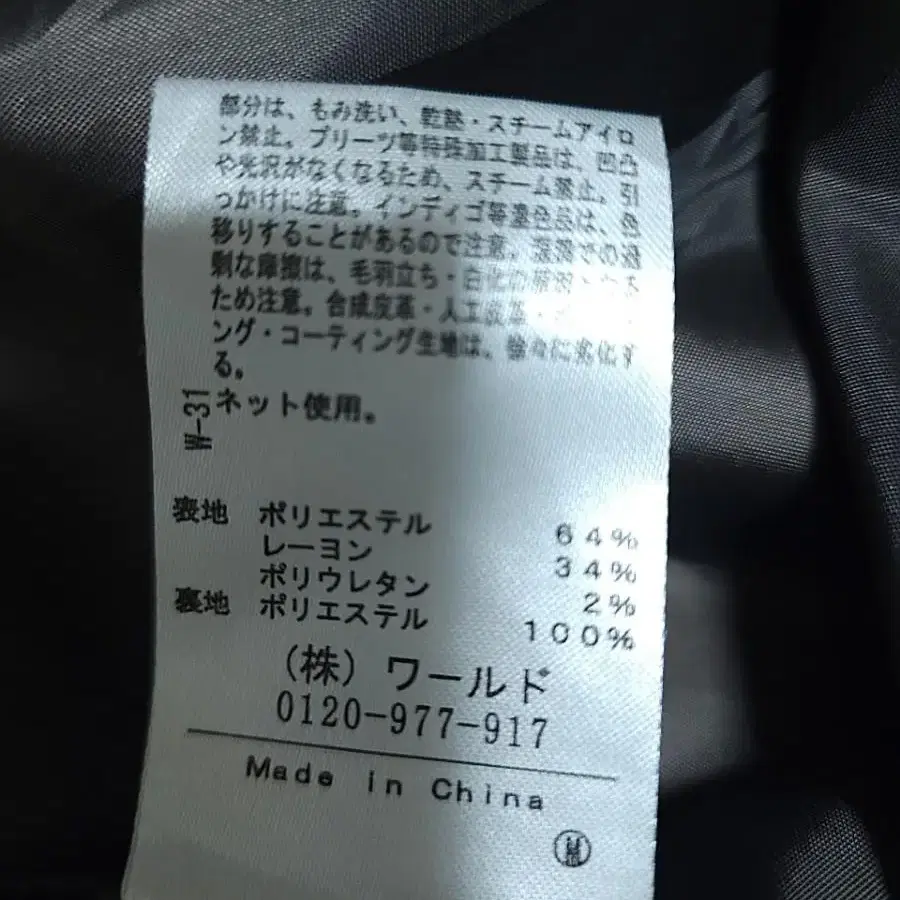 部分は、もみ洗い、乾熱・スチームアイロ
ン禁止。プリーツ等特殊加工製品は、凹凸
や光沢がなくなるため、スチーム禁止。引
っかけに注意。インディゴ等濃色品は、色
移りすることがあるので注意。湿潤での過
剰な摩擦は、毛羽立ち・白化の原因となる
ため注意。合成皮革・人工皮革・
ング・コーティング生地は、徐々に劣化す
る。
W-31
ネット使用。
表地 ポリエステル 64%
レーヨン 34%
ポリウレタン 2%
裏地 ポリエステル 100%
(株) ワールド
0120-977-917
Made in China